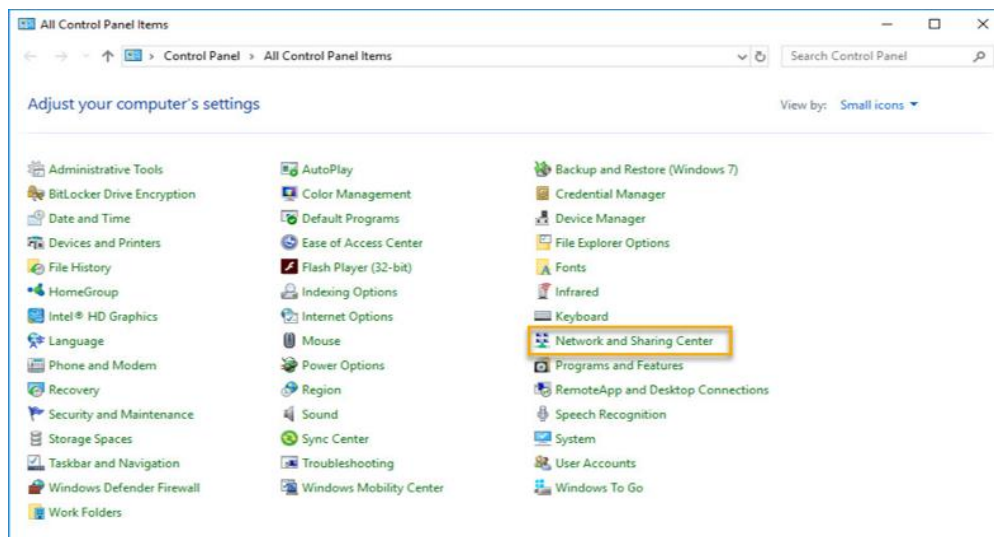 All Control Panel Items
Control Panel > All Control Panel Items
Search Control Panel
Adjust your computer's settings
View by: Small icons
Administrative Tools
AutoPlay
Backup and Restore (Windows 7)
BitLocker Drive Encryption
Color Management
Credential Manager
Date and Time
Default Programs
Device Manager
Devices and Printers
Ease of Access Center
File Explorer Options
File History
Flash Player (32-bit)
Fonts
HomeGroup
Indexing Options
Infrared
Intel® HD Graphics
Internet Options
Keyboard
Language
Mouse
Network and Sharing Center
Phone and Modem
Power Options
Programs and Features
Recovery
Region
RemoteApp and Desktop Connections
Security and Maintenance
Sound
Speech Recognition
Storage Spaces
Sync Center
System
Taskbar and Navigation
Troubleshooting
User Accounts
Windows Defender Firewall
Windows Mobility Center
Windows To Go
Work Folders